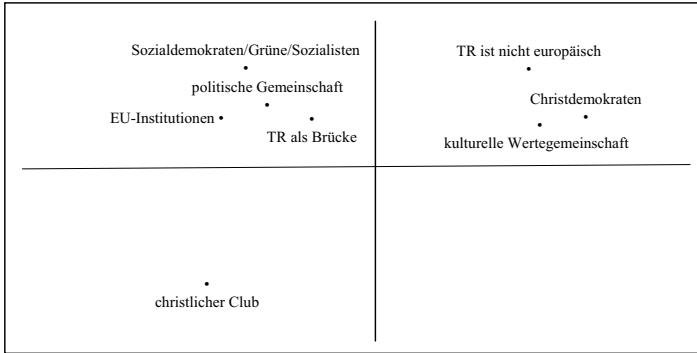 Sozialdemokraten/Grüne/Sozialisten
politische Gemeinschaft
EU-Institutionen
TR als Brücke
TR ist nicht europäisch
Christdemokraten
kulturelle Wertegemeinschaft
christlicher Club